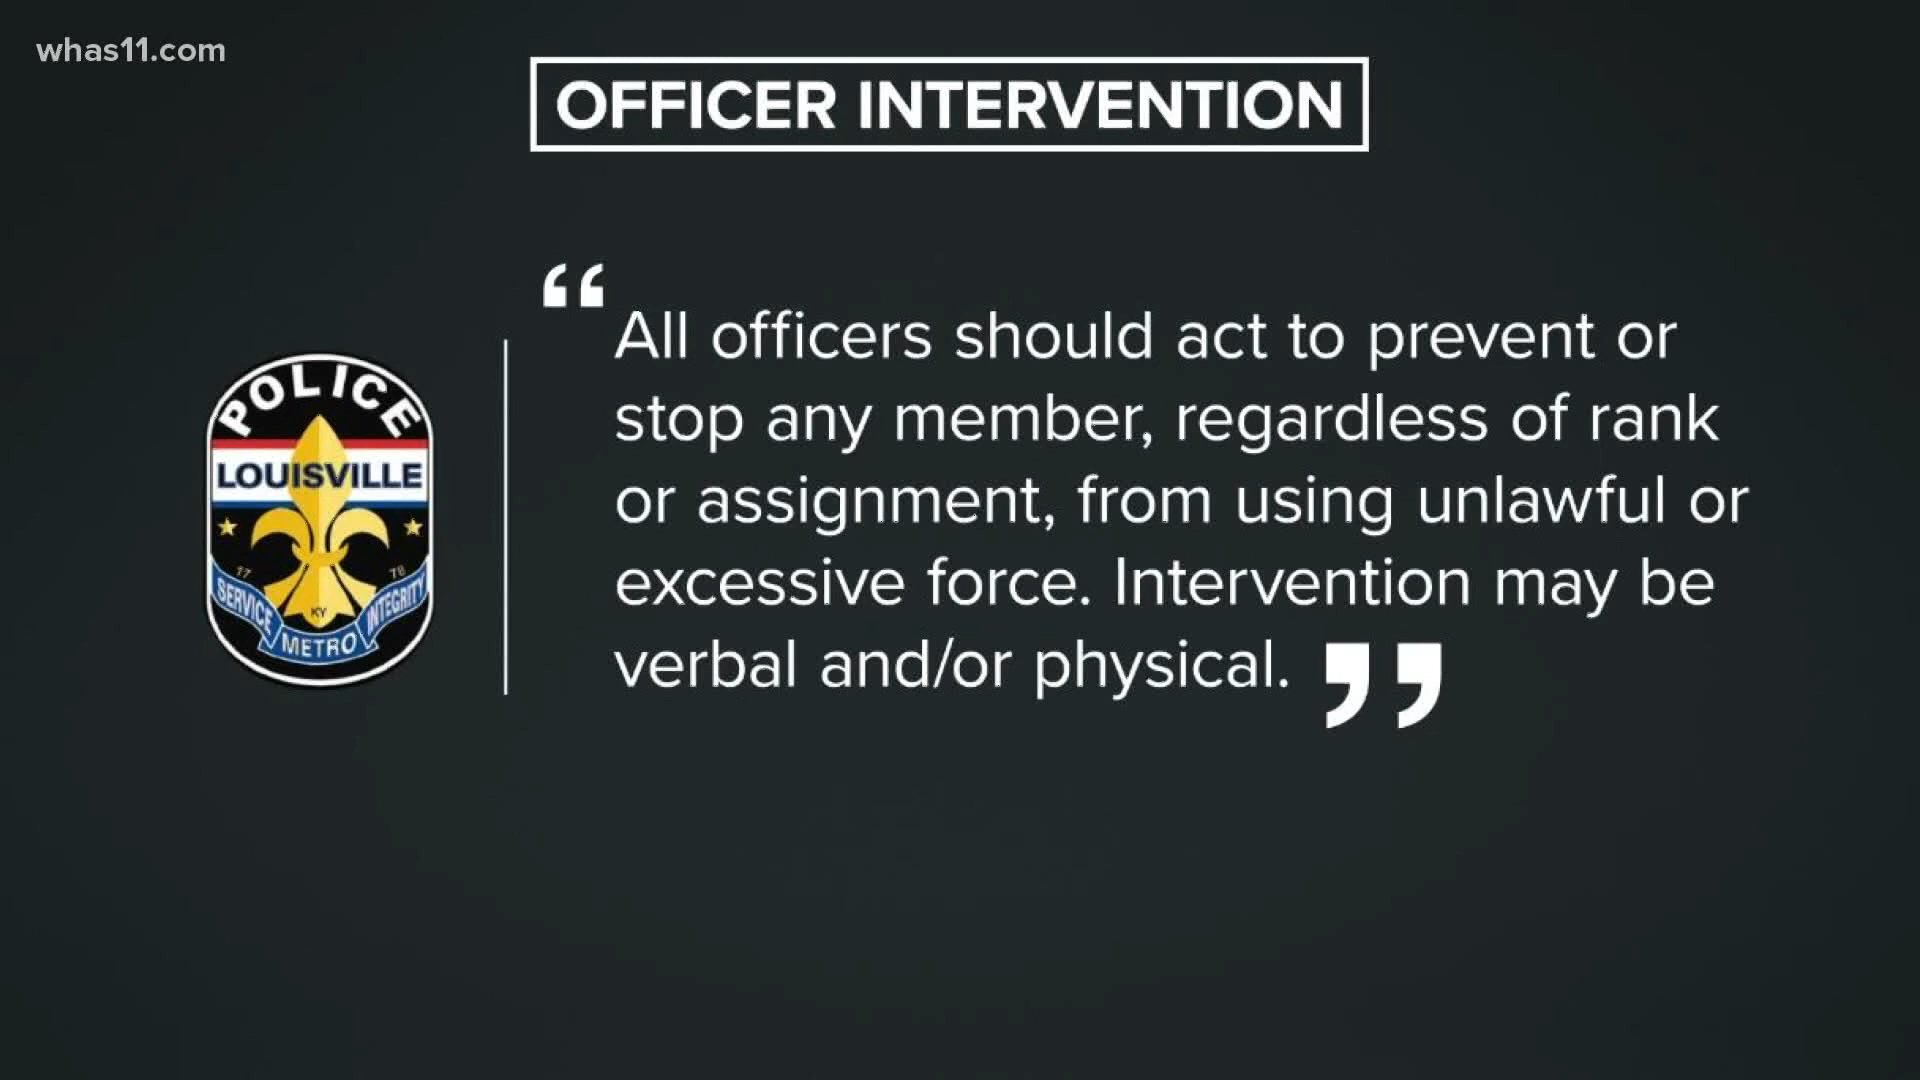 whas11.com
OFFICER INTERVENTION
“All officers should act to prevent or
stop any member, regardless of rank
or assignment, from using unlawful or
excessive force. Intervention may be
verbal and/or physical.”
POLICE
LOUISVILLE
17 78
KY
SERVICE METRO INTEGRITY